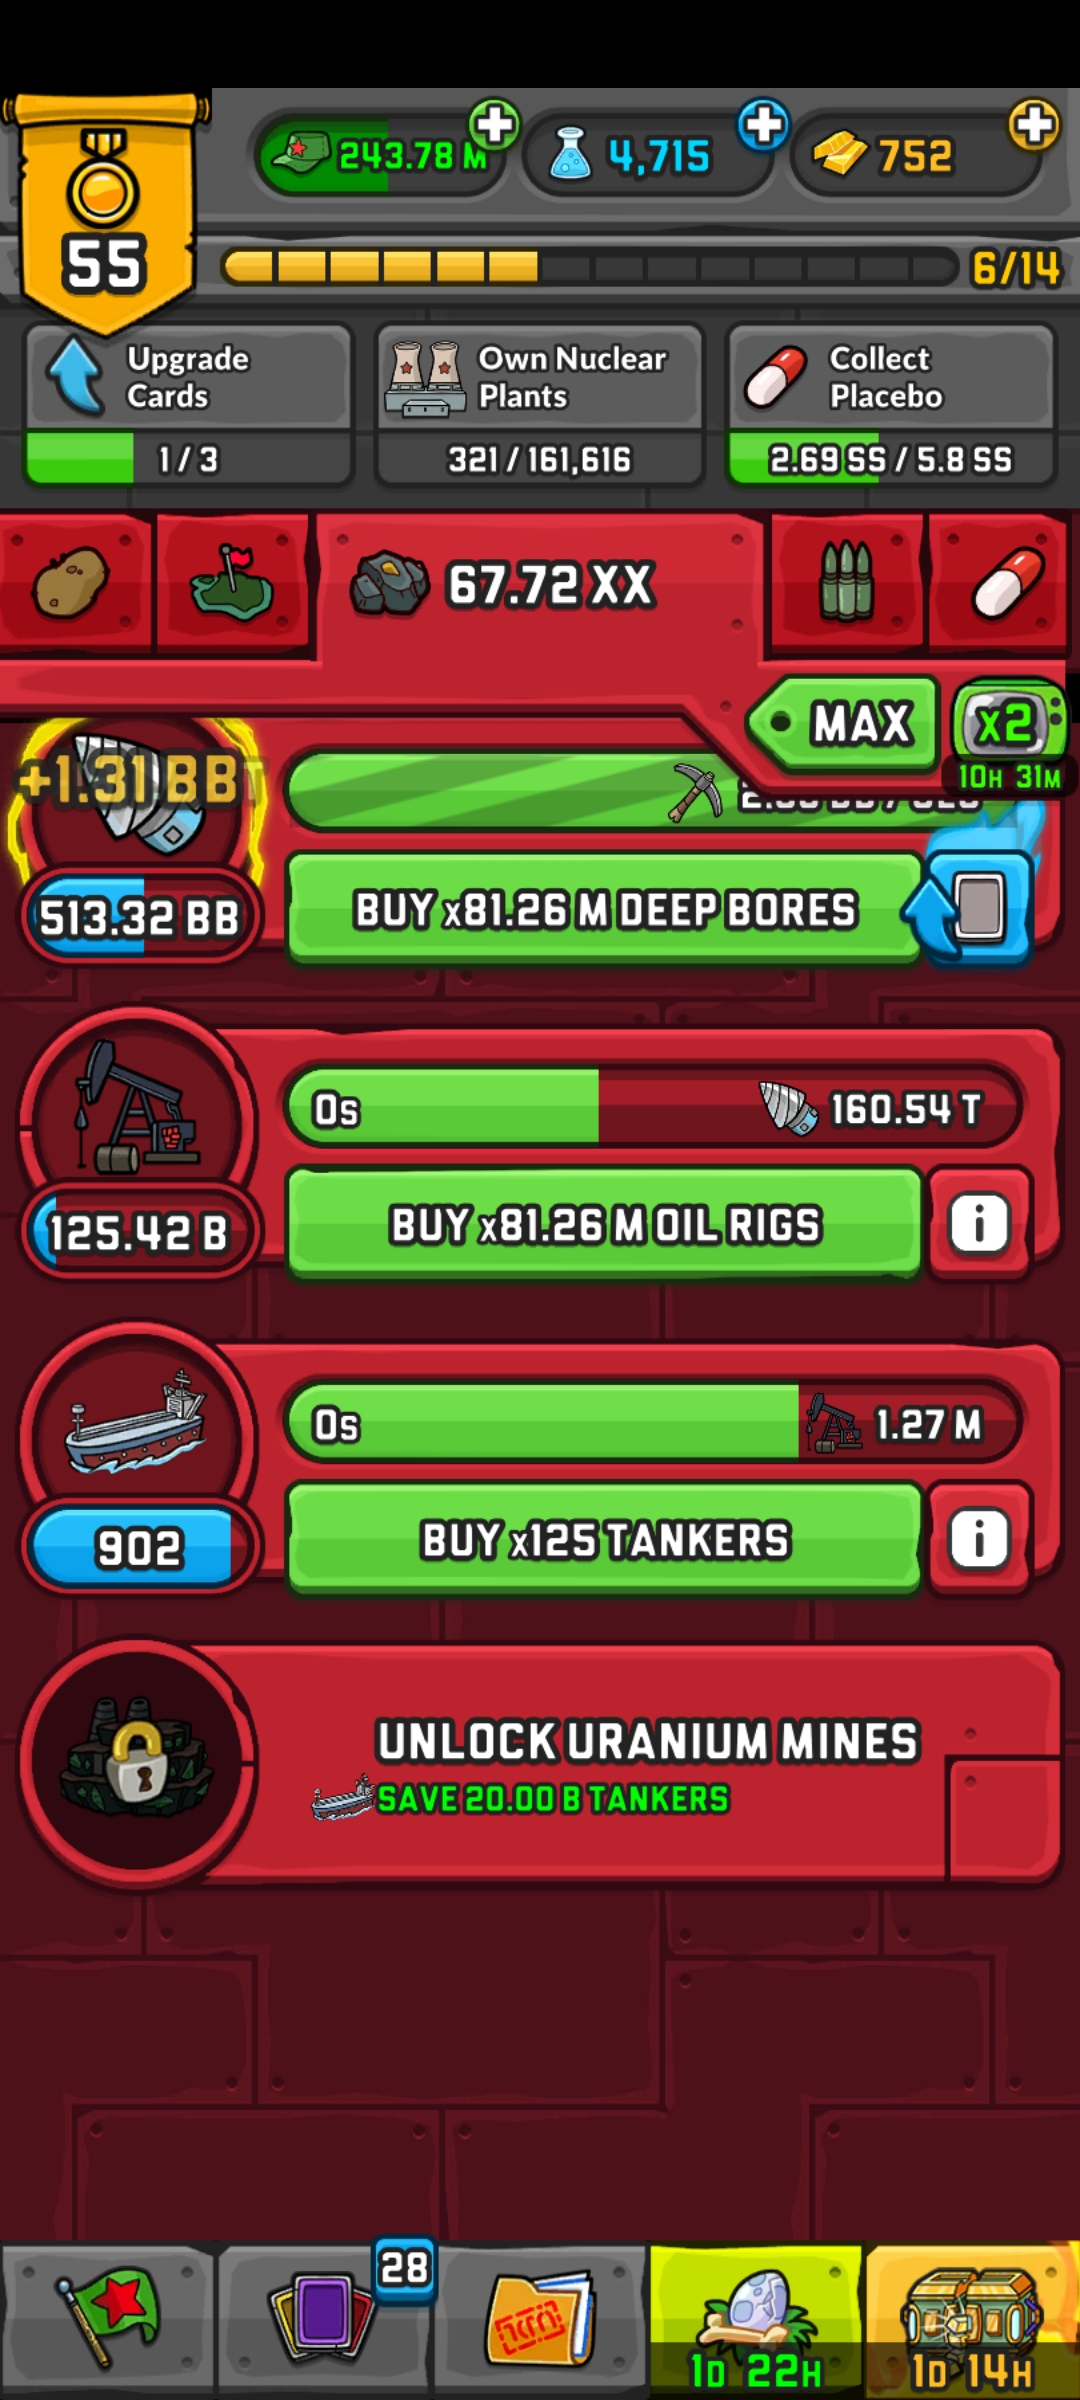 243.78 M
4,715
752
55
6/14
Upgrade
Cards
1 / 3
Own Nuclear
Plants
321 / 161,616
Collect
Placebo
2.69 SS / 5.8 SS
67.72 XX
MAX
x2
10H 31M
+1.31 BB
513.32 BB
BUY x81.26 M DEEP BORES
0s
160.54 T
125.42 B
BUY x81.26 M OIL RIGS
i
0s
1.27 M
902
BUY x125 TANKERS
i
UNLOCK URANIUM MINES
SAVE 20.00 B TANKERS
28
1D 22H
1D 14H